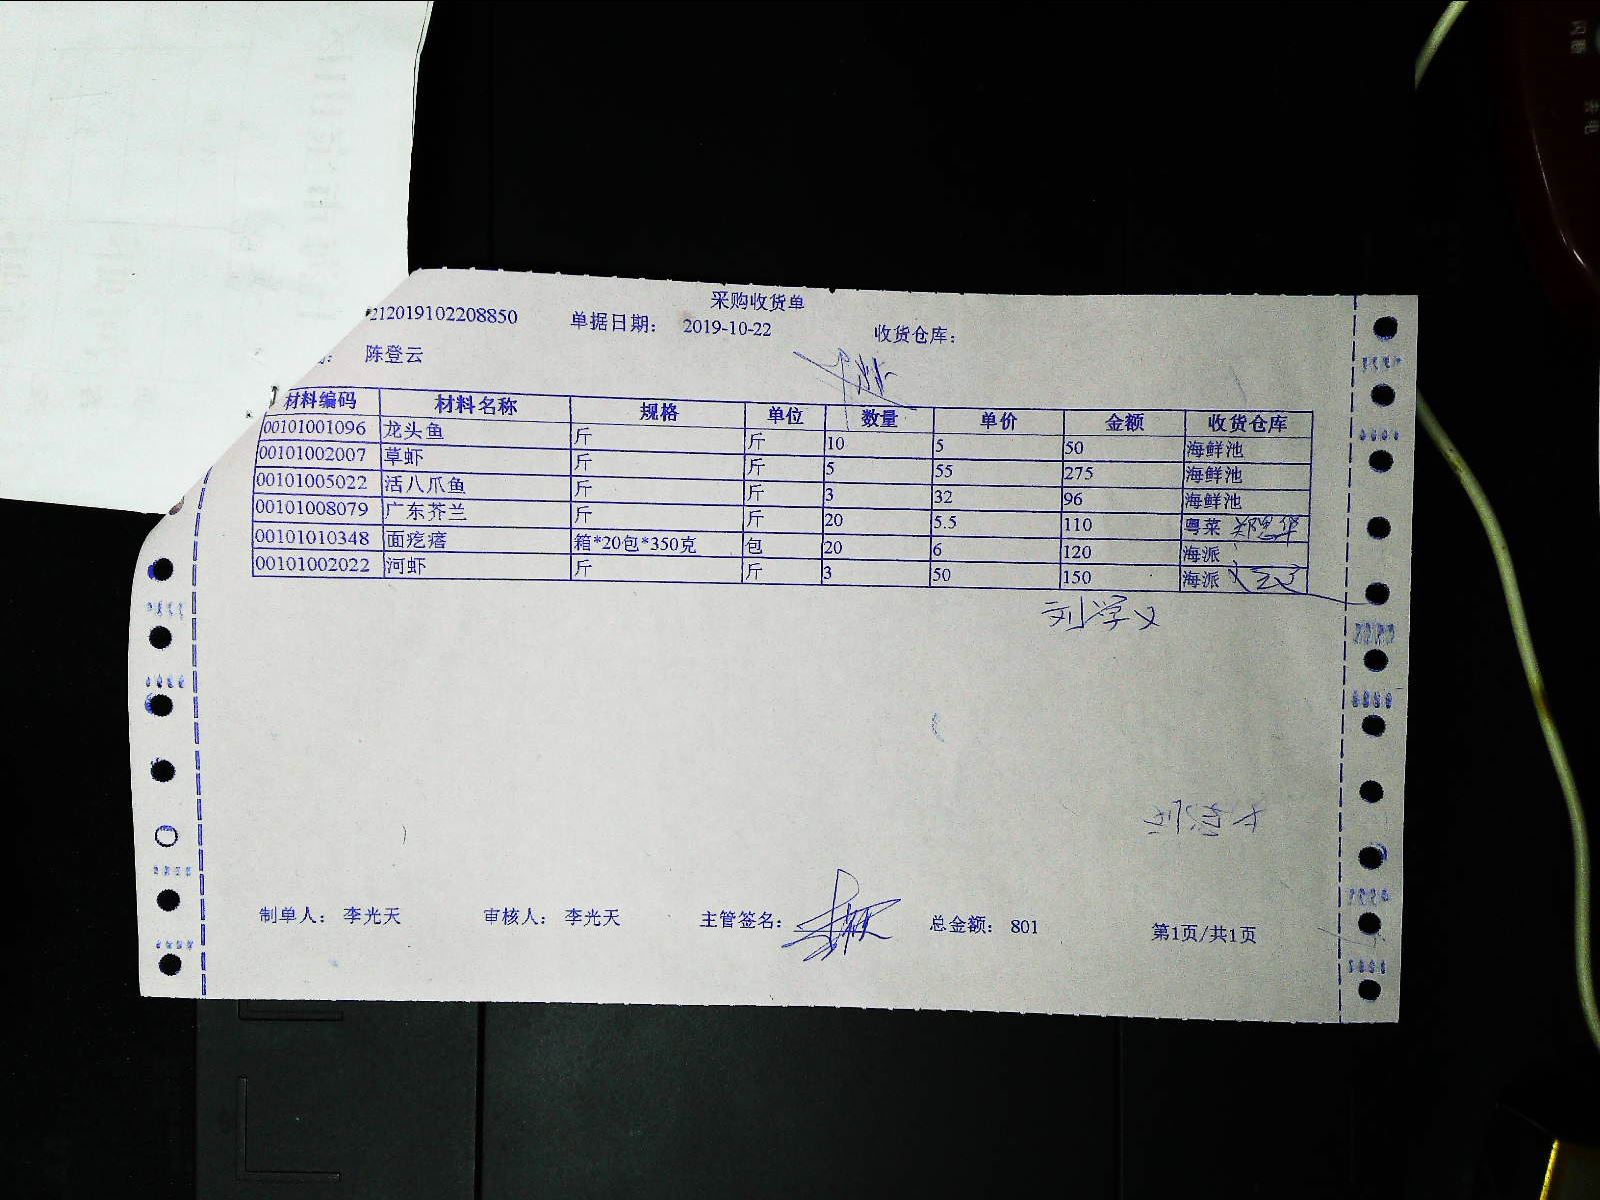 采购收货单
212019102208850 单据日期: 2019-10-22 收货仓库:
: 陈登云
材料编码 材料名称 规格 单位 数量 单价 金额 收货仓库
00101001096 龙头鱼 斤 斤 10 5 50 海鲜池
00101002007 草虾 斤 斤 5 55 275 海鲜池
00101005022 活八爪鱼 斤 斤 3 32 96 海鲜池
00101008079 广东芥兰 斤 斤 20 5.5 110 粤菜
00101010348 面疙瘩 箱*20包*350克 包 20 6 120 海派
00101002022 河虾 斤 斤 3 50 150 海派
刘学义
制单人: 李光天 审核人: 李光天 主管签名: 总金额: 801 第1页/共1页